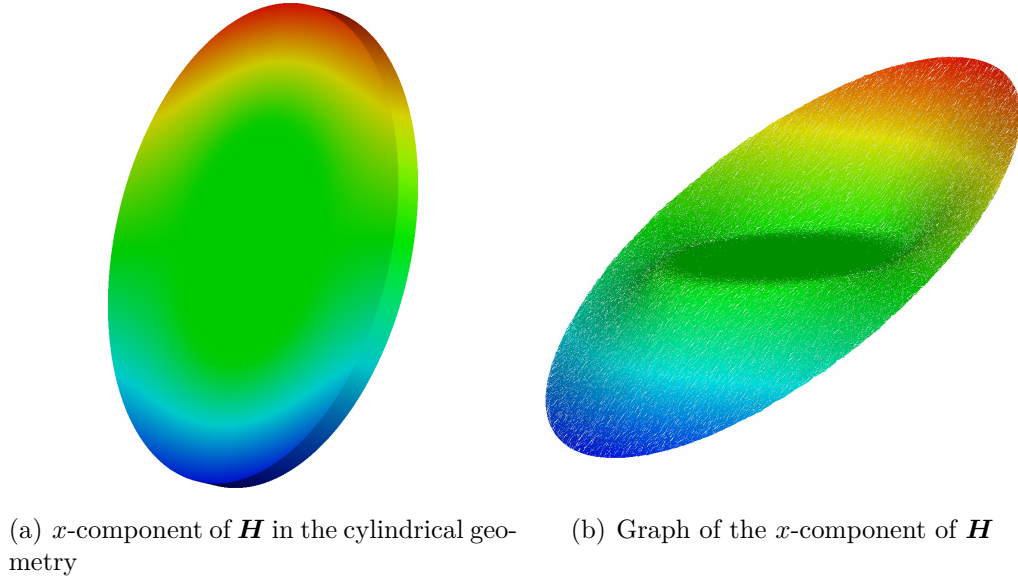 (a) x-component of H in the cylindrical geo-
metry
(b) Graph of the x-component of H